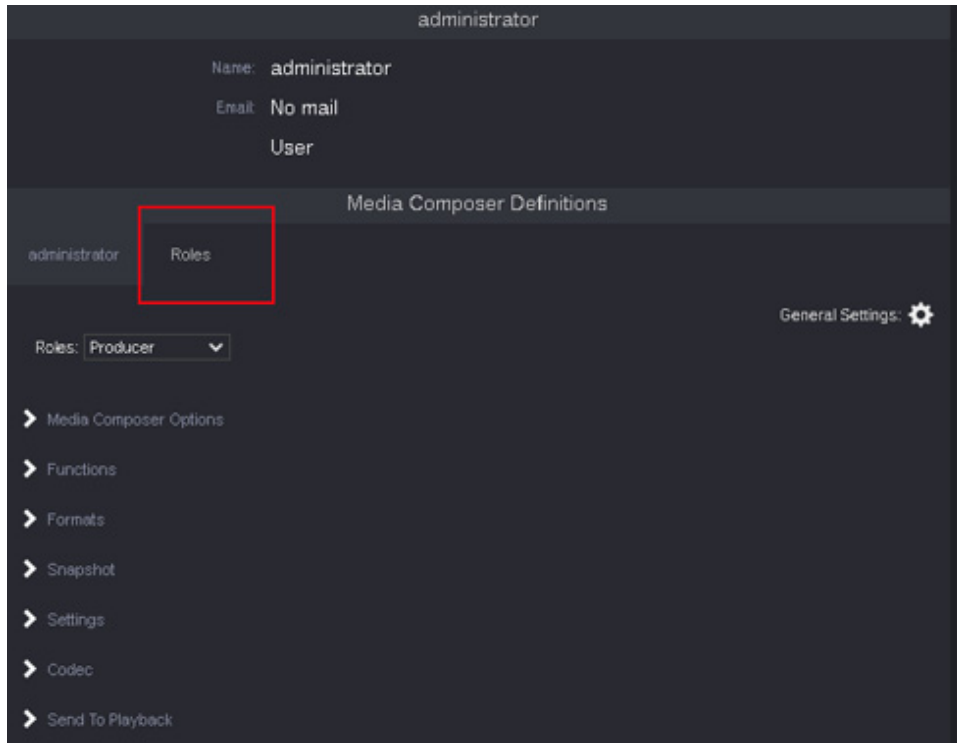 administrator
Name: administrator
Email: No mail
User
Media Composer Definitions
administrator Roles
General Settings:
Roles: Producer
Media Composer Options
Functions
Formats
Snapshot
Settings
Codec
Send To Playback